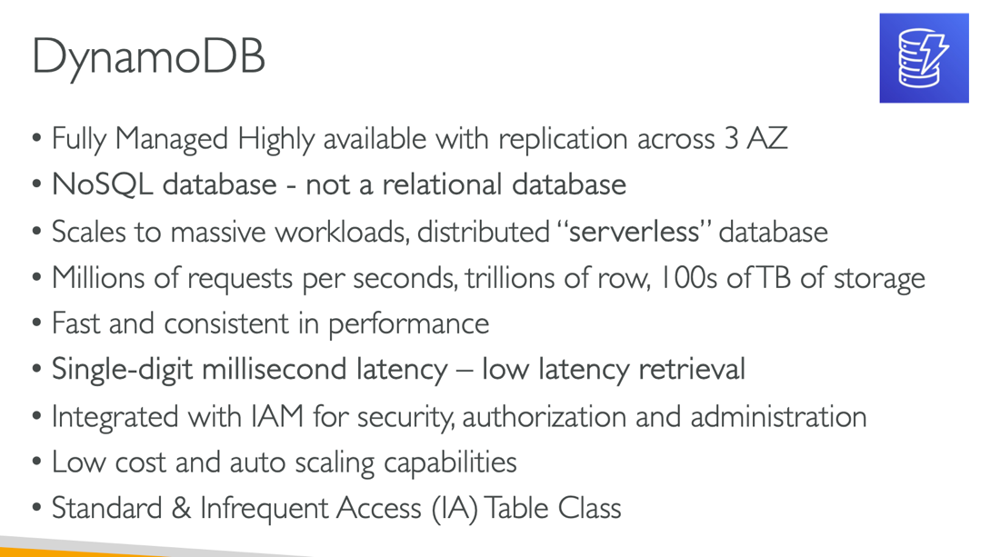 DynamoDB
• Fully Managed Highly available with replication across 3 AZ
• NoSQL database - not a relational database
• Scales to massive workloads, distributed “serverless” database
• Millions of requests per seconds, trillions of row, 100s of TB of storage
• Fast and consistent in performance
• Single-digit millisecond latency – low latency retrieval
• Integrated with IAM for security, authorization and administration
• Low cost and auto scaling capabilities
• Standard & Infrequent Access (IA) Table Class